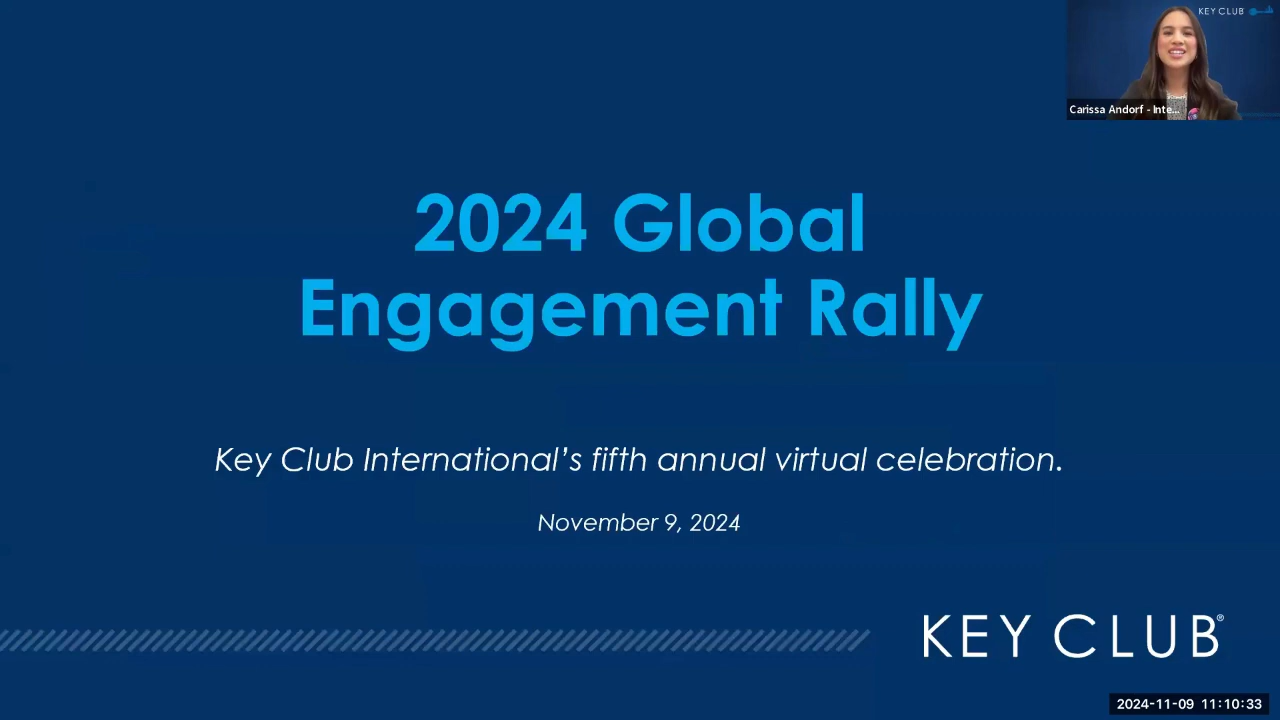 KEY CLUB
Carissa Andorf - Inte...
2024 Global
Engagement Rally
Key Club International’s fifth annual virtual celebration.
November 9, 2024
KEY CLUB®
2024-11-09 11:10:33